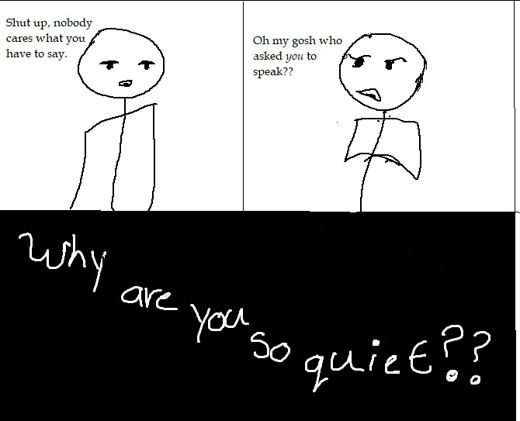 Shut up, nobody
cares what you
have to say.
Oh my gosh who
asked you to
speak??
Why are you so quiet??